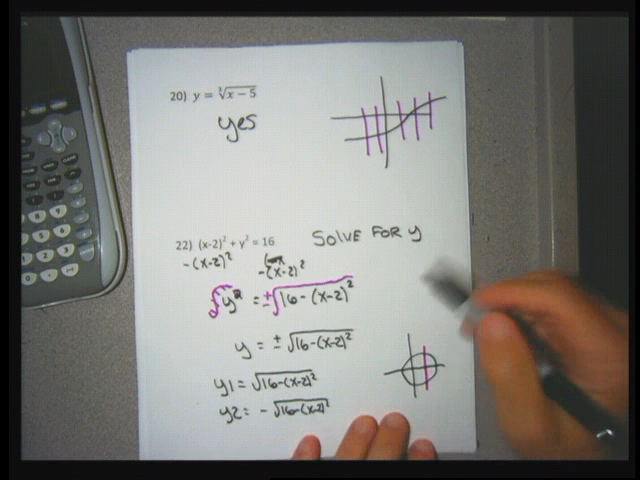 20) y = ∛(x − 5)
yes
22) (x-2)² + y² = 16 SOLVE FOR y
-(x-2)² -(x-2)²
√y² = ±√16-(x-2)²
y = ±√16-(x-2)²
y1 = √16-(x-2)²
y2 = -√16-(x-2)²